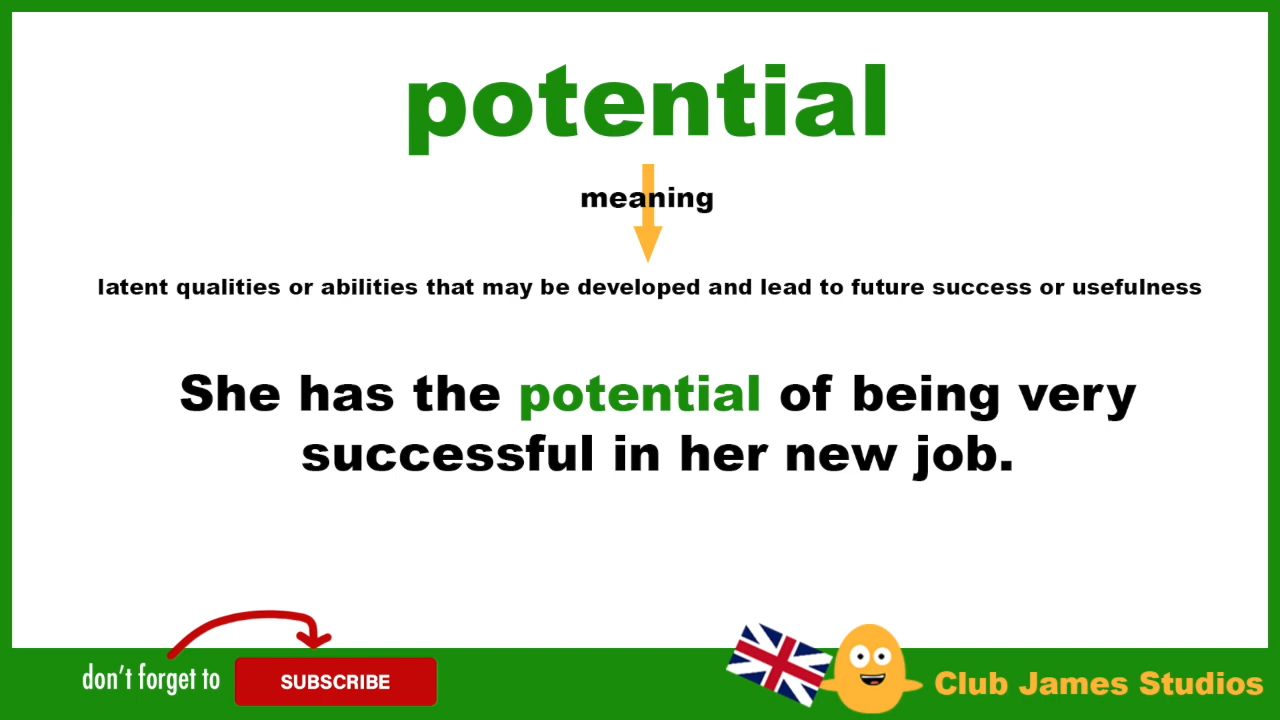 potential
meaning
latent qualities or abilities that may be developed and lead to future success or usefulness
She has the potential of being very
successful in her new job.
don't forget to
SUBSCRIBE
Club James Studios